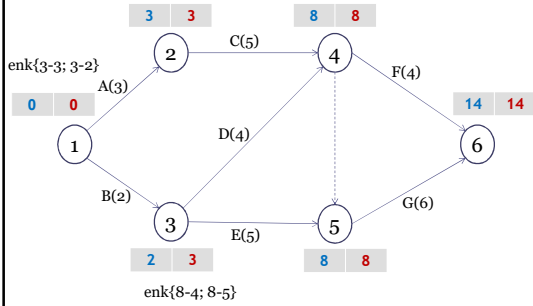 3 3
8 8
2
C(5)
4
enk{3-3; 3-2}
A(3)
F(4)
0 0
14 14
D(4)
1
6
B(2)
G(6)
3
E(5)
5
2 3
8 8
enk{8-4; 8-5}